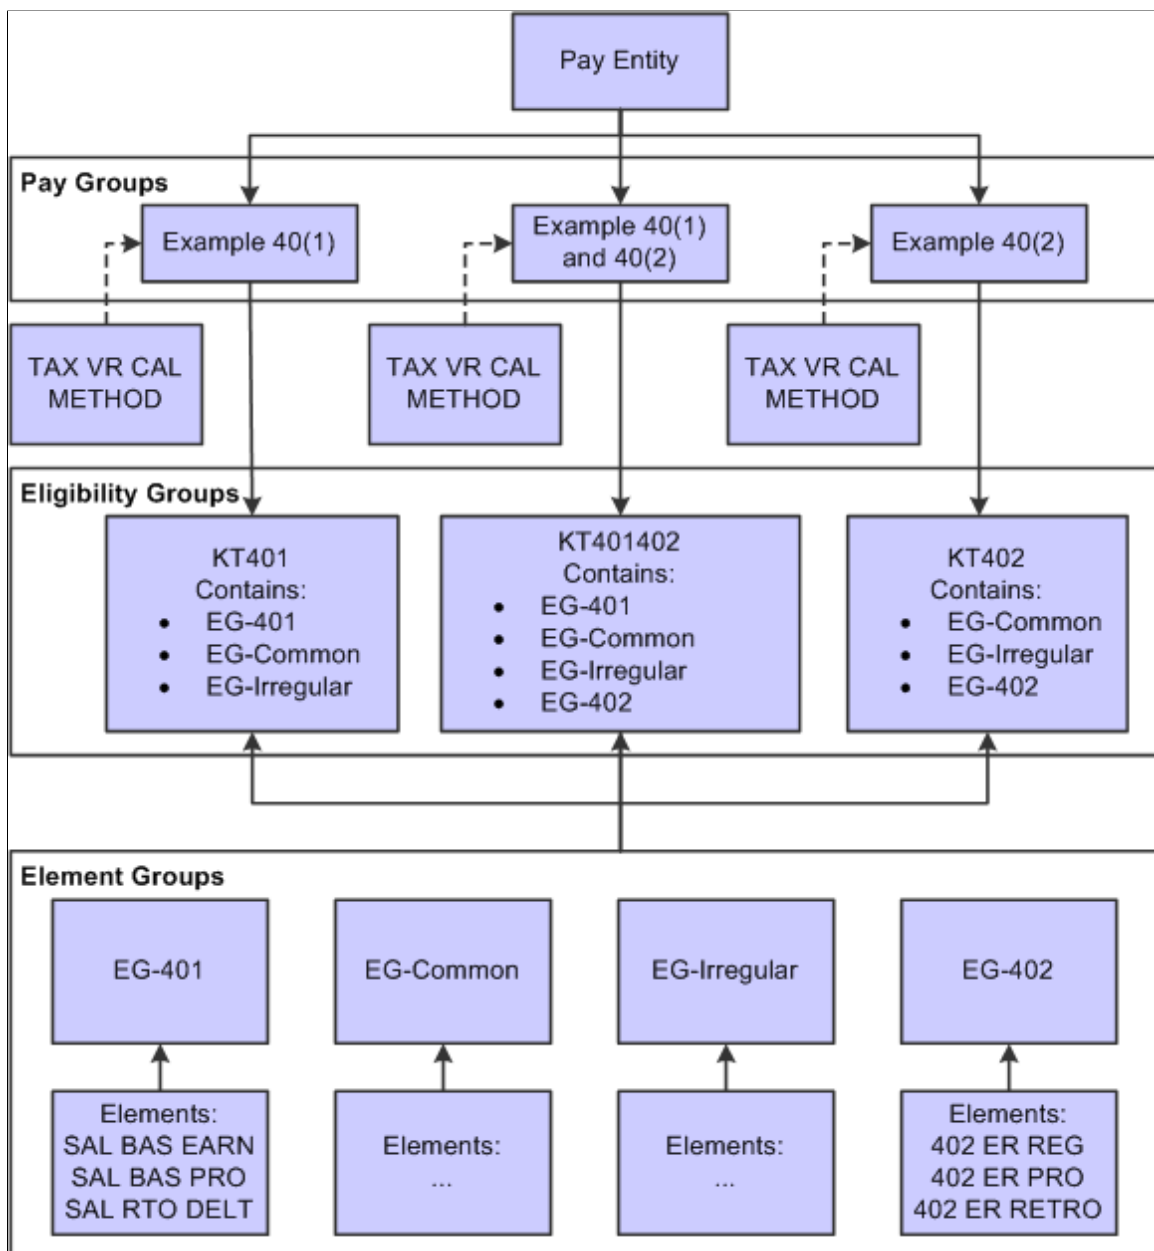 Pay Entity
Pay Groups
Example 40(1)
Example 40(1)
and 40(2)
Example 40(2)
TAX VR CAL
METHOD
TAX VR CAL
METHOD
TAX VR CAL
METHOD
Eligibility Groups
KT401
Contains:
• EG-401
• EG-Common
• EG-Irregular
KT401402
Contains:
• EG-401
• EG-Common
• EG-Irregular
• EG-402
KT402
Contains:
• EG-Common
• EG-Irregular
• EG-402
Element Groups
EG-401
EG-Common
EG-Irregular
EG-402
Elements:
SAL BAS EARN
SAL BAS PRO
SAL RTO DELT
Elements:
...
Elements:
...
Elements:
402 ER REG
402 ER PRO
402 ER RETRO